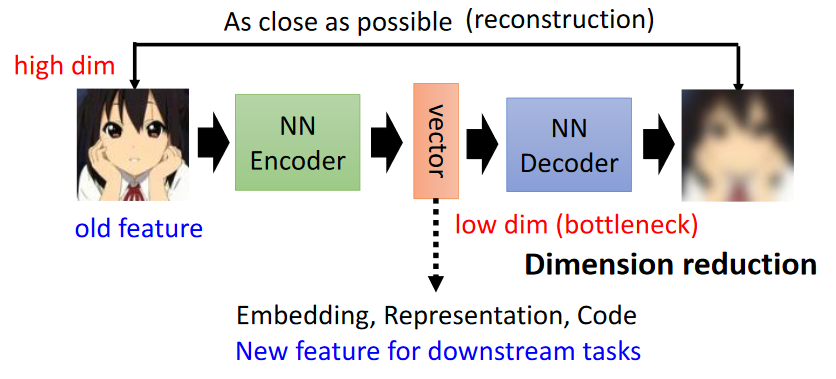 As close as possible (reconstruction)
high dim
NN
Encoder
vector
NN
Decoder
old feature
low dim (bottleneck)
Dimension reduction
Embedding, Representation, Code
New feature for downstream tasks